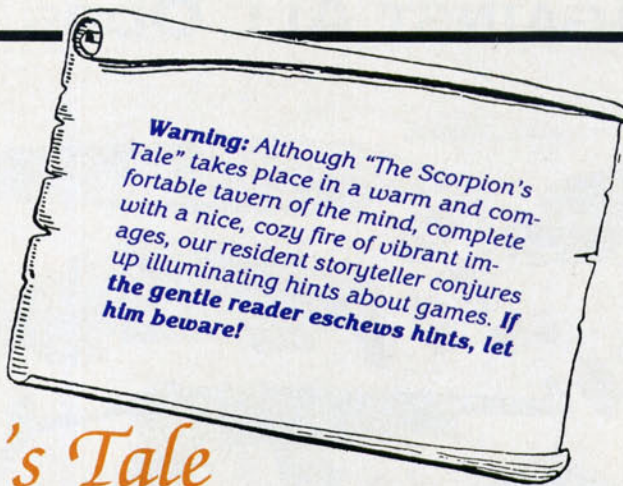 Warning: Although "The Scorpion's
Tale" takes place in a warm and com-
fortable tavern of the mind, complete
with a nice, cozy fire of vibrant im-
ages, our resident storyteller conjures
up illuminating hints about games. If
the gentle reader eschews hints, let
him beware!
's Tale